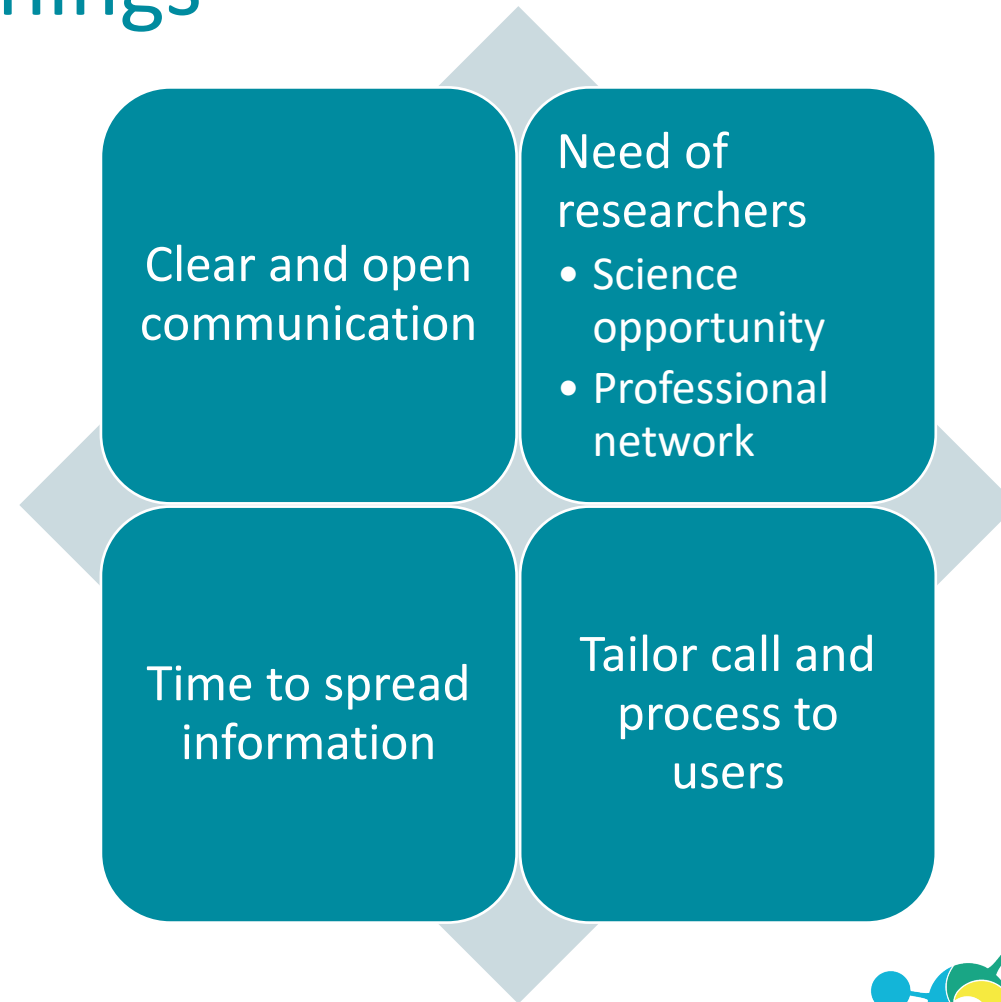 Clear and open
communication
Need of
researchers
• Science
opportunity
• Professional
network
Time to spread
information
Tailor call and
process to
users